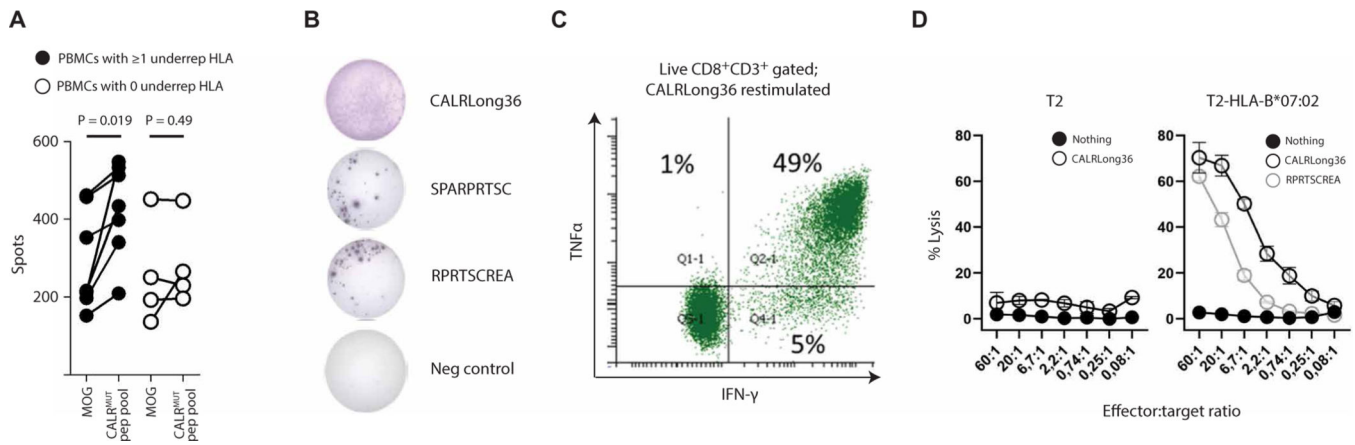 A
PBMCs with ≥1 underrep HLA
PBMCs with 0 underrep HLA
P = 0.019
P = 0.49
600
400
200
Spots
MOG
CALRMUT
pep pool
MOG
CALRMUT
pep pool
B
CALRLong36
SPARPRTSC
RPRTSCREA
Neg control
C
Live CD8+CD3+ gated;
CALRLong36 restimulated
1%
49%
Q1-1
Q2-1
Q3-1
Q4-1
5%
TNFα
IFN-γ
D
T2
80
60
40
20
0
% Lysis
Nothing
CALRLong36
60:1
20:1
6,7:1
2,2:1
0,74:1
0,25:1
0,08:1
T2-HLA-B*07:02
80
60
40
20
0
Nothing
CALRLong36
RPRTSCREA
60:1
20:1
6,7:1
2,2:1
0,74:1
0,25:1
0,08:1
Effector:target ratio